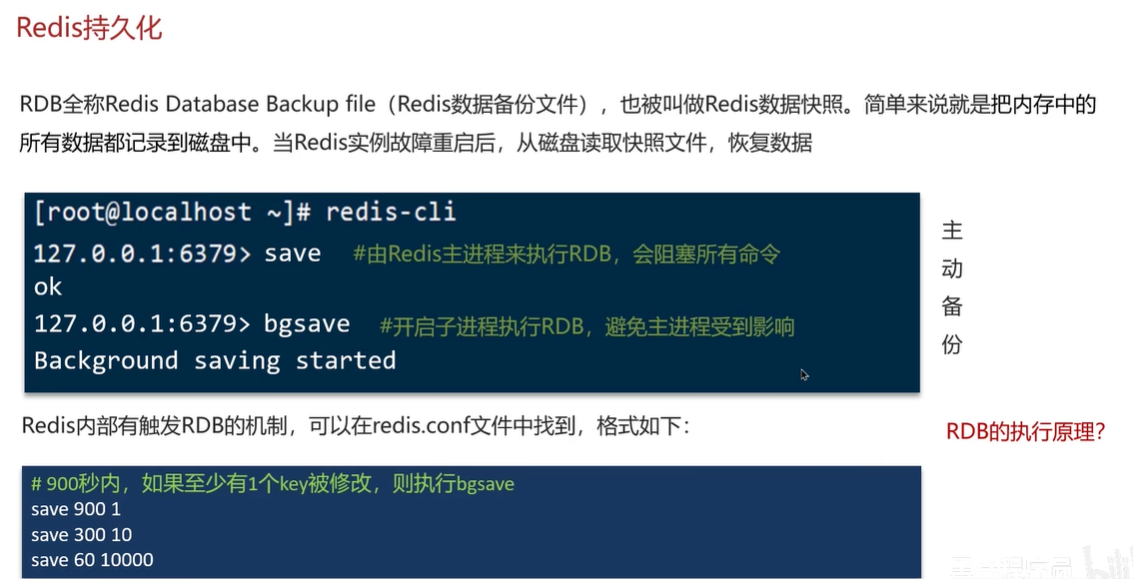 Redis持久化
RDB全称Redis Database Backup file（Redis数据备份文件），也被叫做Redis数据快照。简单来说就是把内存中的
所有数据都记录到磁盘中。当Redis实例故障重启后，从磁盘读取快照文件，恢复数据
[root@localhost ~]# redis-cli
127.0.0.1:6379> save #由Redis主进程来执行RDB，会阻塞所有命令
ok
127.0.0.1:6379> bgsave #开启子进程执行RDB，避免主进程受到影响
Background saving started
主
动
备
份
Redis内部有触发RDB的机制，可以在redis.conf文件中找到，格式如下：
RDB的执行原理?
# 900秒内，如果至少有1个key被修改，则执行bgsave
save 900 1
save 300 10
save 60 10000